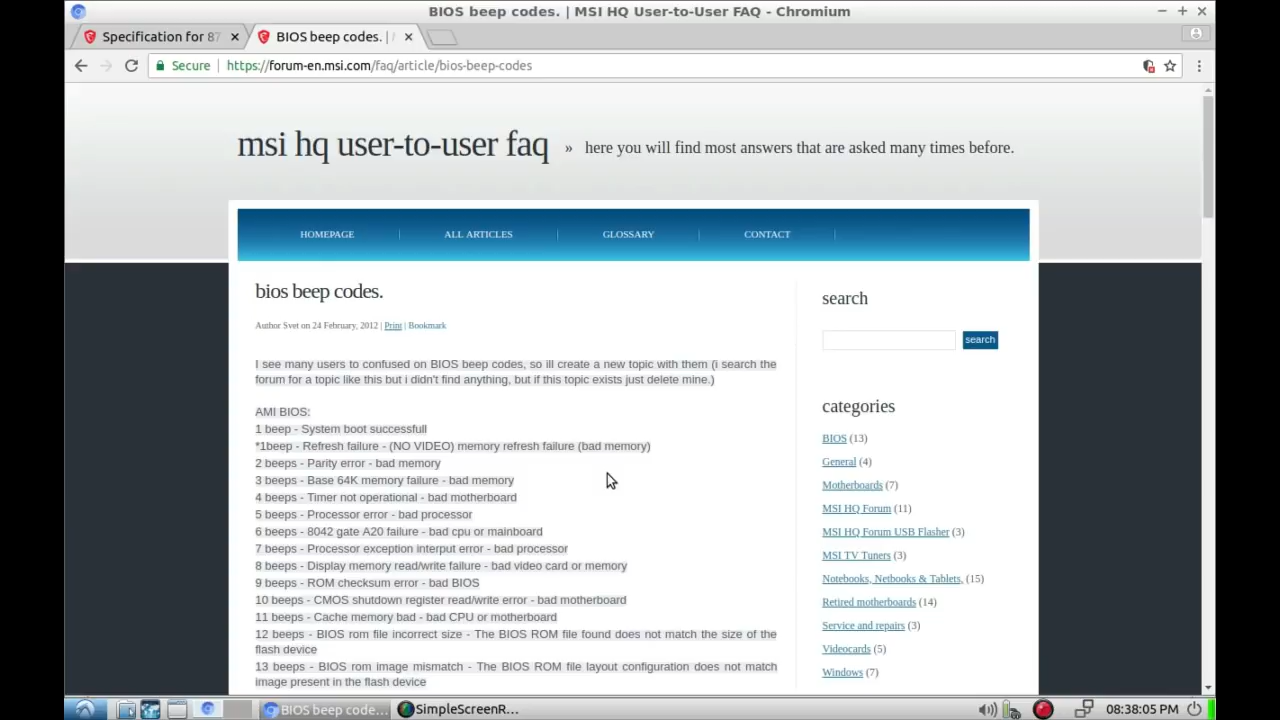 BIOS beep codes. | MSI HQ User-to-User FAQ - Chromium
Specification for 87
BIOS beep codes. |
Secure https://forum-en.msi.com/faq/article/bios-beep-codes
msi hq user-to-user faq » here you will find most answers that are asked many times before.
HOMEPAGE ALL ARTICLES GLOSSARY CONTACT
bios beep codes.
Author Svet on 24 February, 2012 | Print | Bookmark
I see many users to confused on BIOS beep codes, so ill create a new topic with them (i search the
forum for a topic like this but i didn't find anything, but if this topic exists just delete mine.)
AMI BIOS:
1 beep - System boot successfull
*1beep - Refresh failure - (NO VIDEO) memory refresh failure (bad memory)
2 beeps - Parity error - bad memory
3 beeps - Base 64K memory failure - bad memory
4 beeps - Timer not operational - bad motherboard
5 beeps - Processor error - bad processor
6 beeps - 8042 gate A20 failure - bad cpu or mainboard
7 beeps - Processor exception interput error - bad processor
8 beeps - Display memory read/write failure - bad video card or memory
9 beeps - ROM checksum error - bad BIOS
10 beeps - CMOS shutdown register read/write error - bad motherboard
11 beeps - Cache memory bad - bad CPU or motherboard
12 beeps - BIOS rom file incorrect size - The BIOS ROM file found does not match the size of the
flash device
13 beeps - BIOS rom image mismatch - The BIOS ROM file layout configuration does not match
image present in the flash device
search
search
categories
BIOS (13)
General (4)
Motherboards (7)
MSI HQ Forum (11)
MSI HQ Forum USB Flasher (3)
MSI TV Tuners (3)
Notebooks, Netbooks & Tablets, (15)
Retired motherboards (14)
Service and repairs (3)
Videocards (5)
Windows (7)
BIOS beep code...
SimpleScreenR...
08:38:05 PM